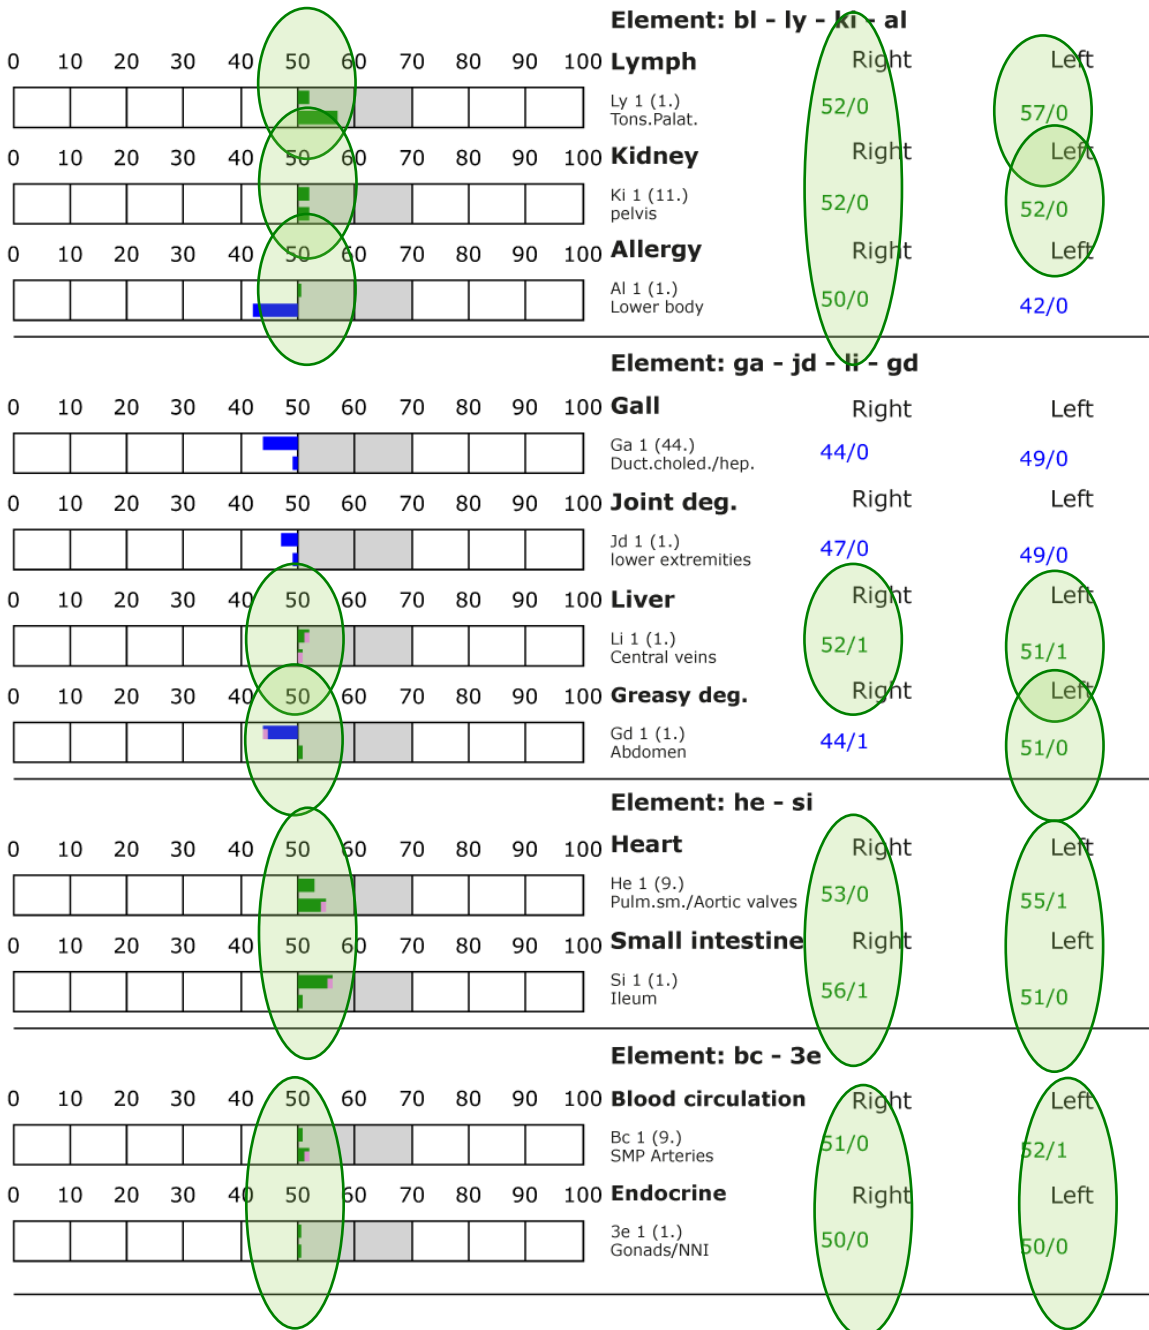 Element: bl - ly - ki - al
0 10 20 30 40 50 60 70 80 90 100 Lymph Right Left
Ly 1 (1.) 52/0 57/0
Tons.Palat.
0 10 20 30 40 50 60 70 80 90 100 Kidney Right Left
Ki 1 (11.) 52/0 52/0
pelvis
0 10 20 30 40 50 60 70 80 90 100 Allergy Right Left
Al 1 (1.) 50/0 42/0
Lower body
Element: ga - jd - li - gd
0 10 20 30 40 50 60 70 80 90 100 Gall Right Left
Ga 1 (44.) 44/0 49/0
Duct.choled./hep.
0 10 20 30 40 50 60 70 80 90 100 Joint deg. Right Left
Jd 1 (1.) 47/0 49/0
lower extremities
0 10 20 30 40 50 60 70 80 90 100 Liver Right Left
Li 1 (1.) 52/1 51/1
Central veins
0 10 20 30 40 50 60 70 80 90 100 Greasy deg. Right Left
Gd 1 (1.) 44/1 51/0
Abdomen
Element: he - si
0 10 20 30 40 50 60 70 80 90 100 Heart Right Left
He 1 (9.) 53/0 55/1
Pulm.sm./Aortic valves
0 10 20 30 40 50 60 70 80 90 100 Small intestine Right Left
Si 1 (1.) 56/1 51/0
Ileum
Element: bc - 3e
0 10 20 30 40 50 60 70 80 90 100 Blood circulation Right Left
Bc 1 (9.) 51/0 52/1
SMP Arteries
0 10 20 30 40 50 60 70 80 90 100 Endocrine Right Left
3e 1 (1.) 50/0 50/0
Gonads/NNI